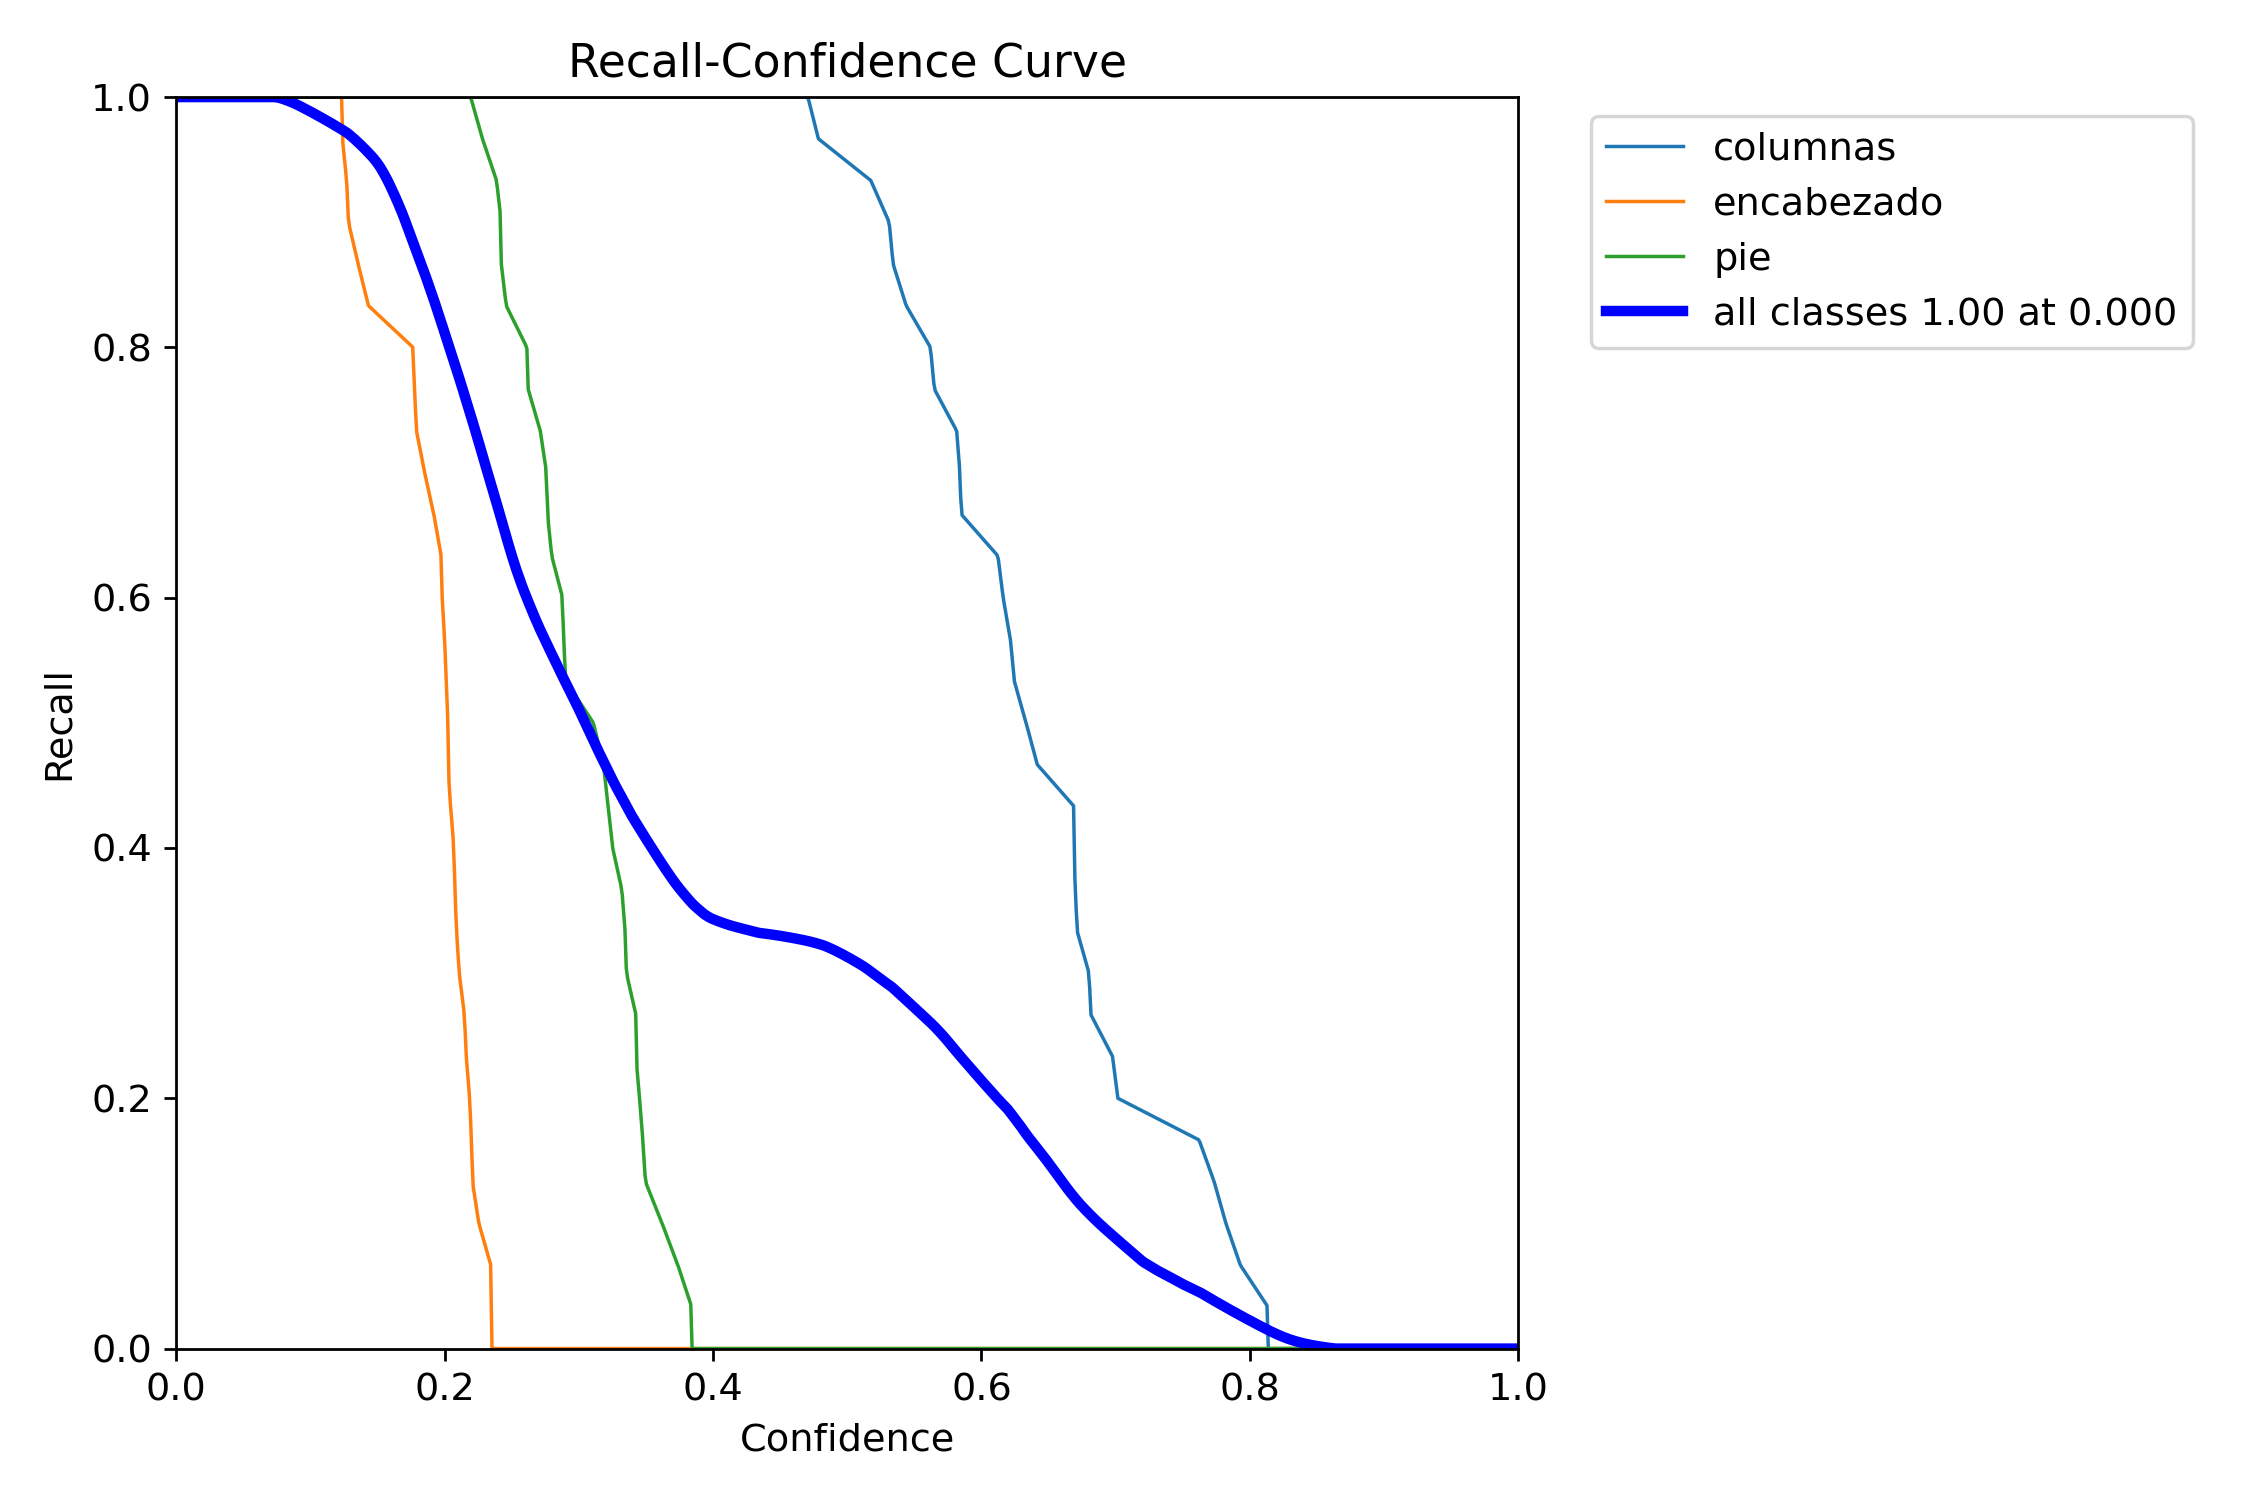 Recall-Confidence Curve
1.0
0.8
0.6
0.4
0.2
0.0
Recall
0.0 0.2 0.4 0.6 0.8 1.0
Confidence
columnas
encabezado
pie
all classes 1.00 at 0.000